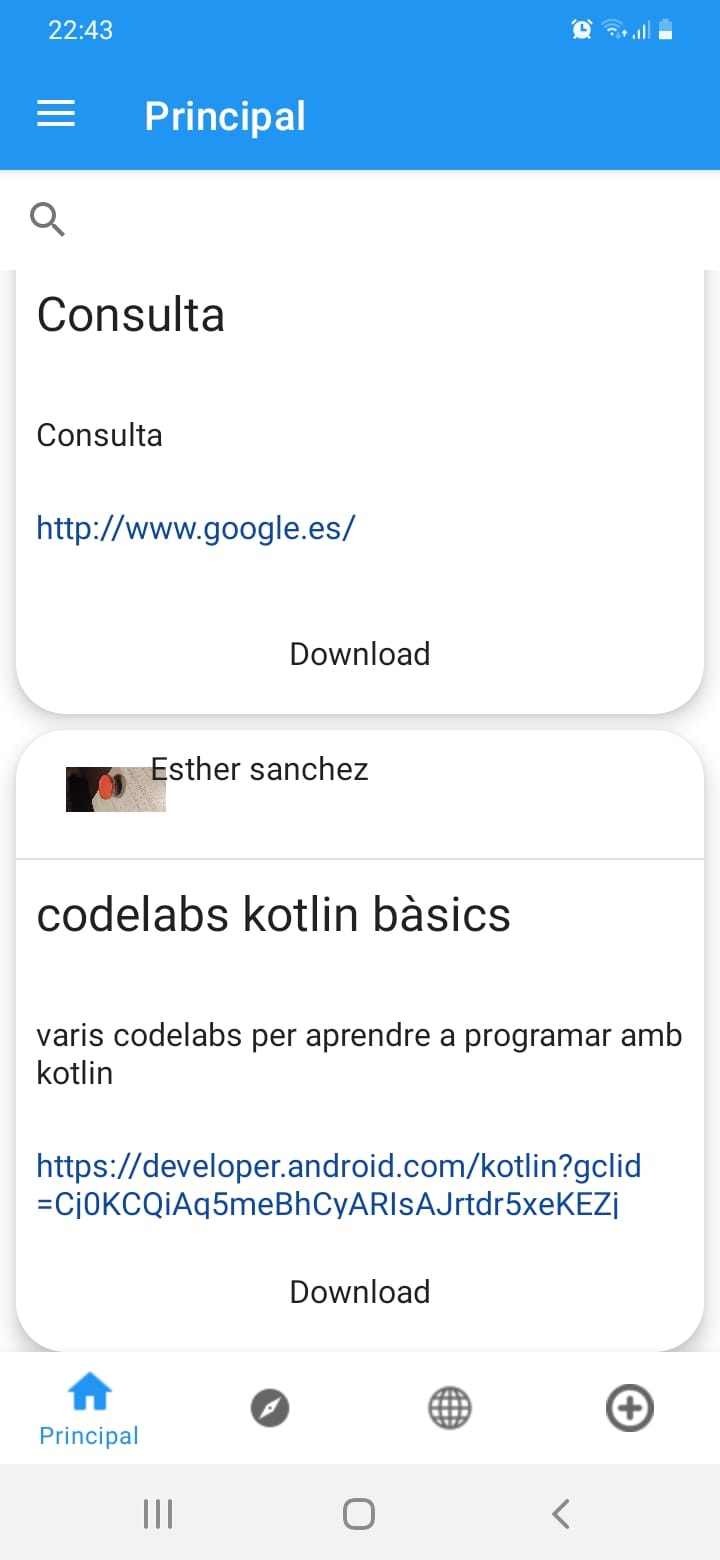 22:43
Principal
Consulta
Consulta
http://www.google.es/
Download
Esther sanchez
codelabs kotlin bàsics
varis codelabs per aprendre a programar amb
kotlin
https://developer.android.com/kotlin?gclid
=Cj0KCQiAq5meBhCyARIsAJrtdr5xeKEZj
Download
Principal